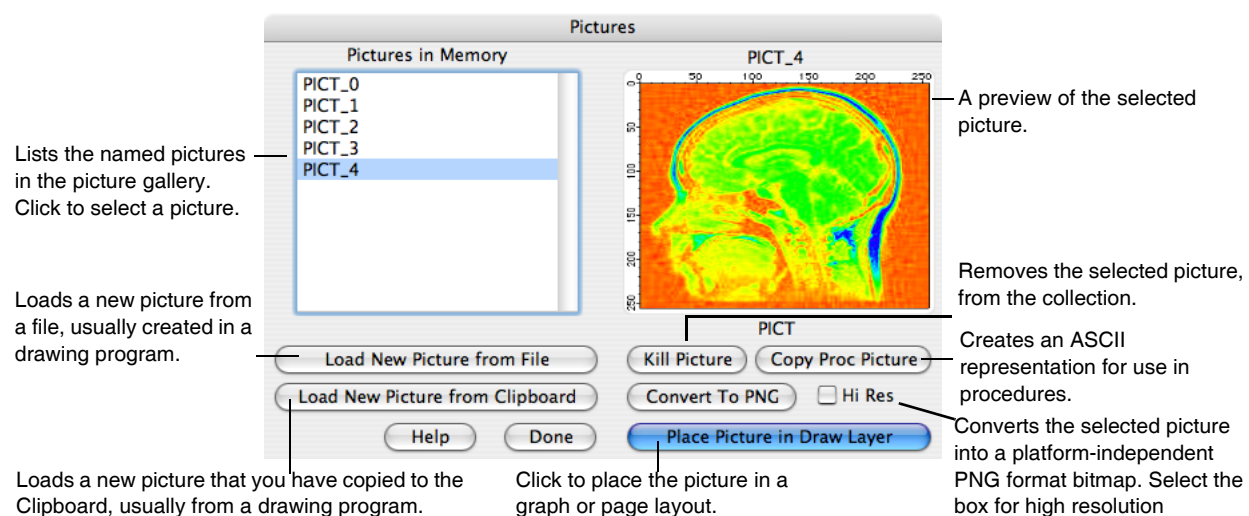 Pictures
Pictures in Memory
PICT_0
PICT_1
PICT_2
PICT_3
PICT_4
PICT_4
0 50 100 150 200 250
0
50
100
150
200
250
PICT
Load New Picture from File
Load New Picture from Clipboard
Help
Done
Kill Picture
Copy Proc Picture
Convert To PNG
Hi Res
Place Picture in Draw Layer
Lists the named pictures
in the picture gallery.
Click to select a picture.
Loads a new picture from
a file, usually created in a
drawing program.
Loads a new picture that you have copied to the
Clipboard, usually from a drawing program.
Click to place the picture in a
graph or page layout.
A preview of the selected
picture.
Removes the selected picture,
from the collection.
Creates an ASCII
representation for use in
procedures.
Converts the selected picture
into a platform-independent
PNG format bitmap. Select the
box for high resolution